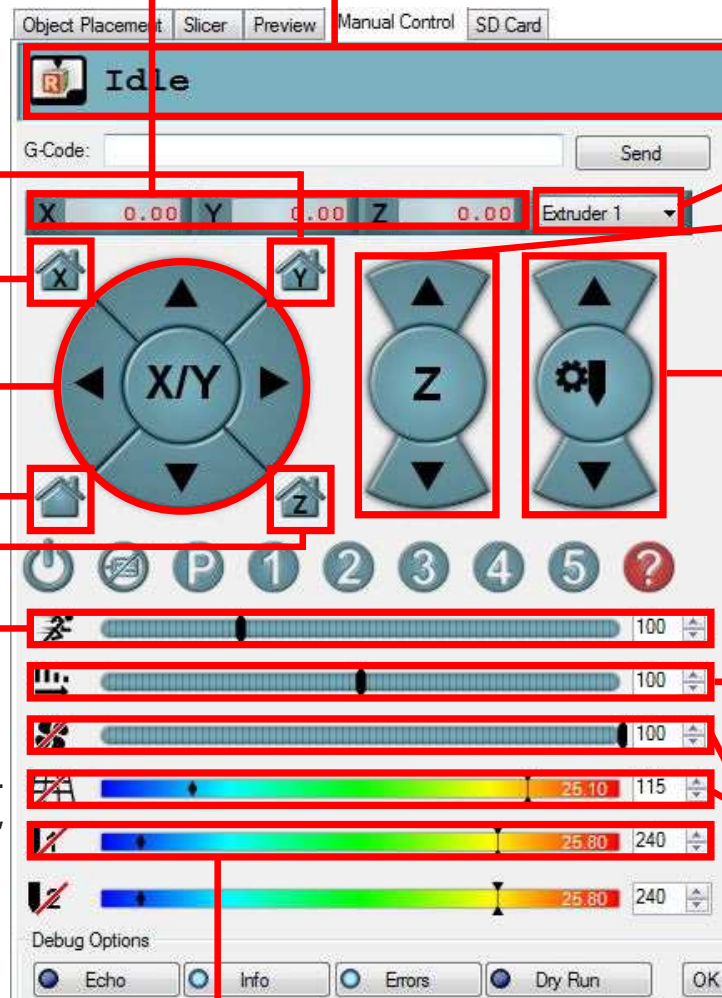 Object Placement Slicer Preview Manual Control SD Card
R Idle
G-Code: Send
X 0.00 Y 0.00 Z 0.00 Extruder 1
X Y
X/Y Z
Z
P 1 2 3 4 5 ?
100
100
100
25.10 115
1 25.80 240
2 25.80 240
Debug Options
Echo Info Errors Dry Run OK